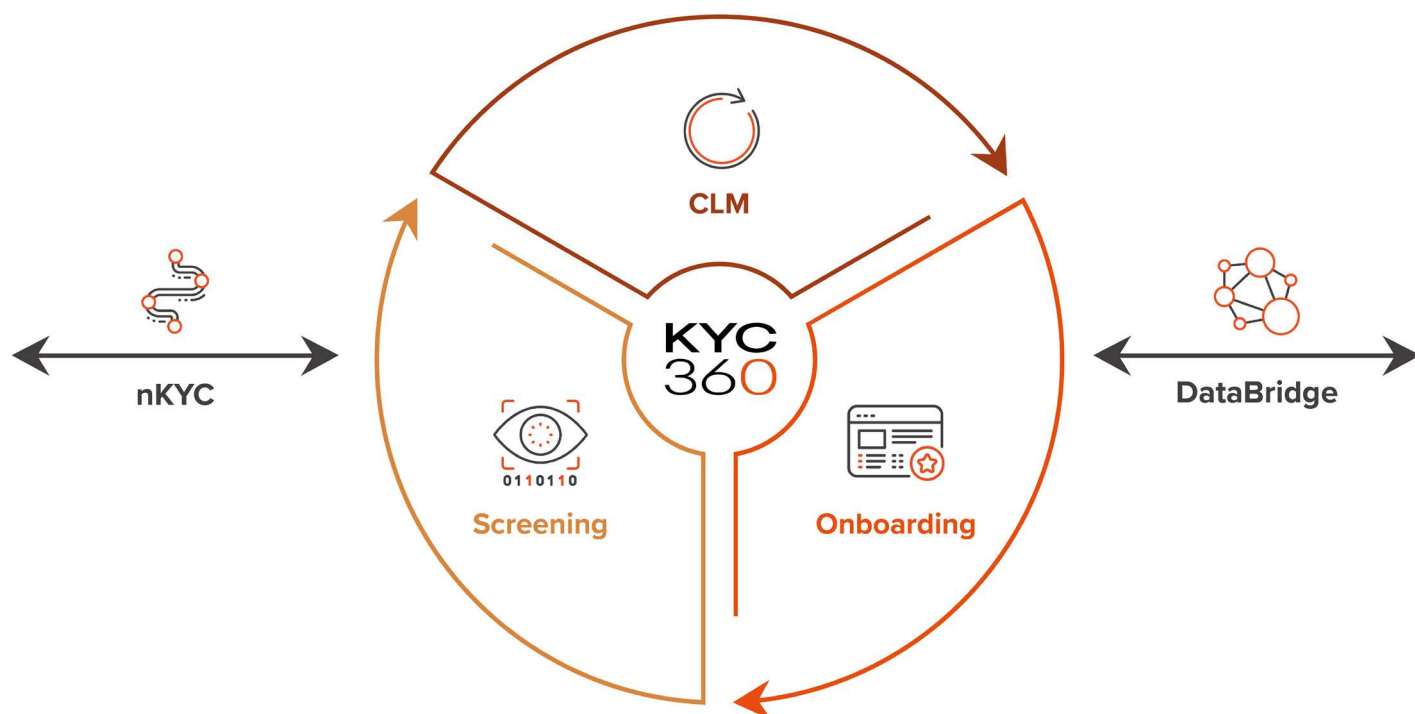 CLM
nKYC
KYC
360
DataBridge
0110110
Screening
Onboarding